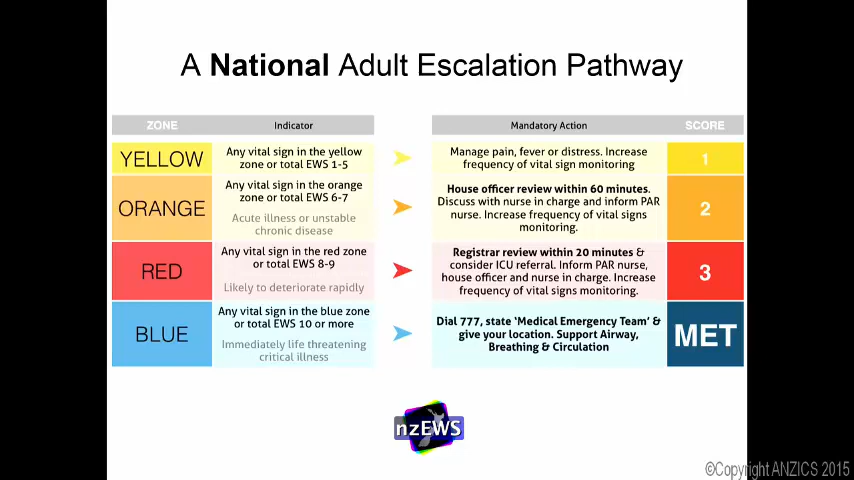 A National Adult Escalation Pathway
ZONE
Indicator
Mandatory Action
SCORE
YELLOW
Any vital sign in the yellow
zone or total EWS 1-5
Manage pain, fever or distress. Increase
frequency of vital sign monitoring
1
ORANGE
Any vital sign in the orange
zone or total EWS 6-7
Acute illness or unstable
chronic disease
House officer review within 60 minutes.
Discuss with nurse in charge and inform PAR
nurse. Increase frequency of vital signs
monitoring.
2
RED
Any vital sign in the red zone
or total EWS 8-9
Likely to deteriorate rapidly
Registrar review within 20 minutes &
consider ICU referral. Inform PAR nurse,
house officer and nurse in charge. Increase
frequency of vital signs monitoring.
3
BLUE
Any vital sign in the blue zone
or total EWS 10 or more
Immediately life threatening
critical illness
Dial 777, state ‘Medical Emergency Team’ &
give your location. Support Airway,
Breathing & Circulation
MET
nzEWS
©Copyright ANZICS 2015